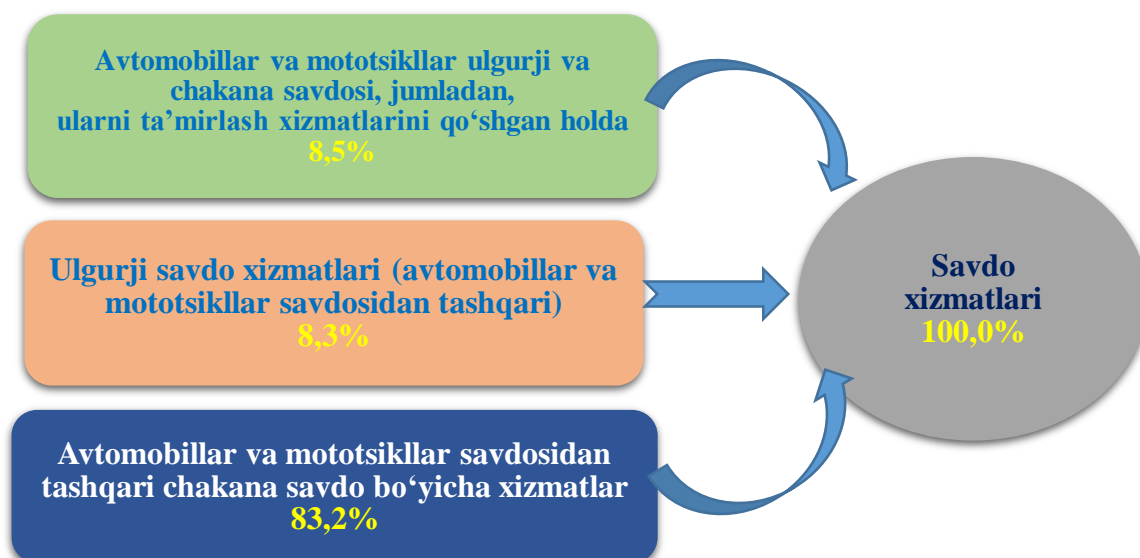 Avtomobillar va mototsikllar ulgurji va
chakana savdosi, jumladan,
ularni ta’mirlash xizmatlarini qo‘shgan holda
8,5%
Ulgurji savdo xizmatlari (avtomobillar va
mototsikllar savdosidan tashqari)
8,3%
Avtomobillar va mototsikllar savdosidan
tashqari chakana savdo bo‘yicha xizmatlar
83,2%
Savdo
xizmatlari
100,0%